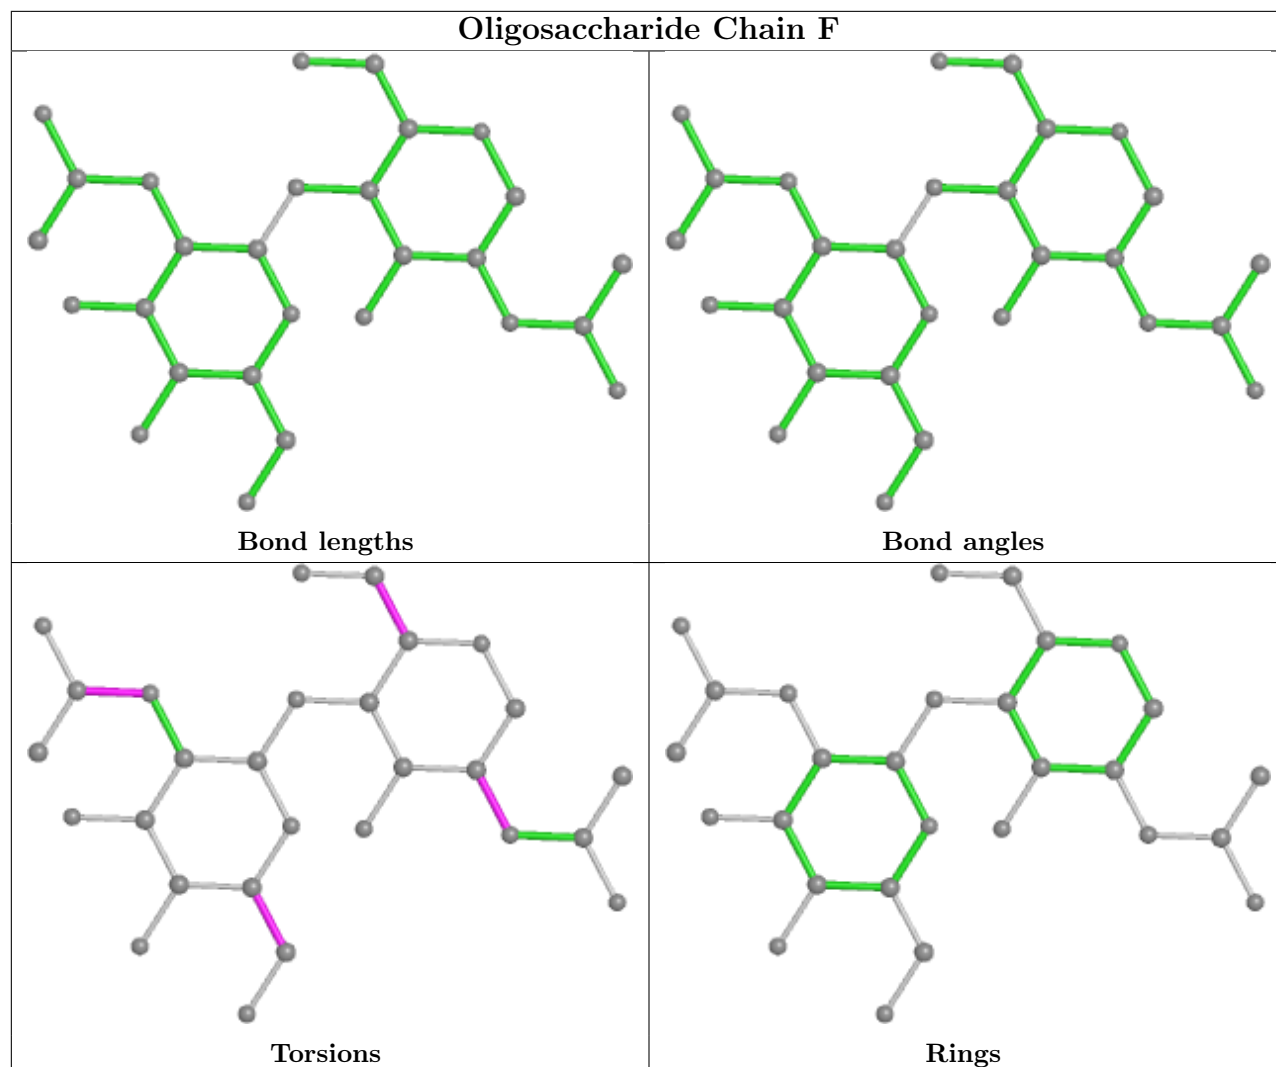 Oligosaccharide Chain F
Bond lengths
Bond angles
Torsions
Rings